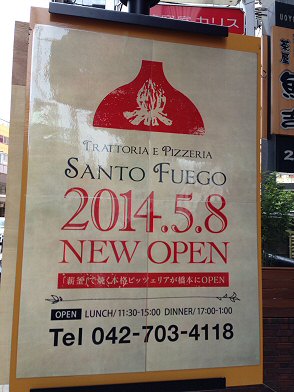 TRATTORIA E PIZZERIA
SANTO FUEGO
2014.5.8
NEW OPEN
「薪窯」で焼く本格ピッツェリアが橋本にOPEN
OPEN LUNCH/11:30-15:00 DINNER/17:00-1:00
Tel 042-703-4118